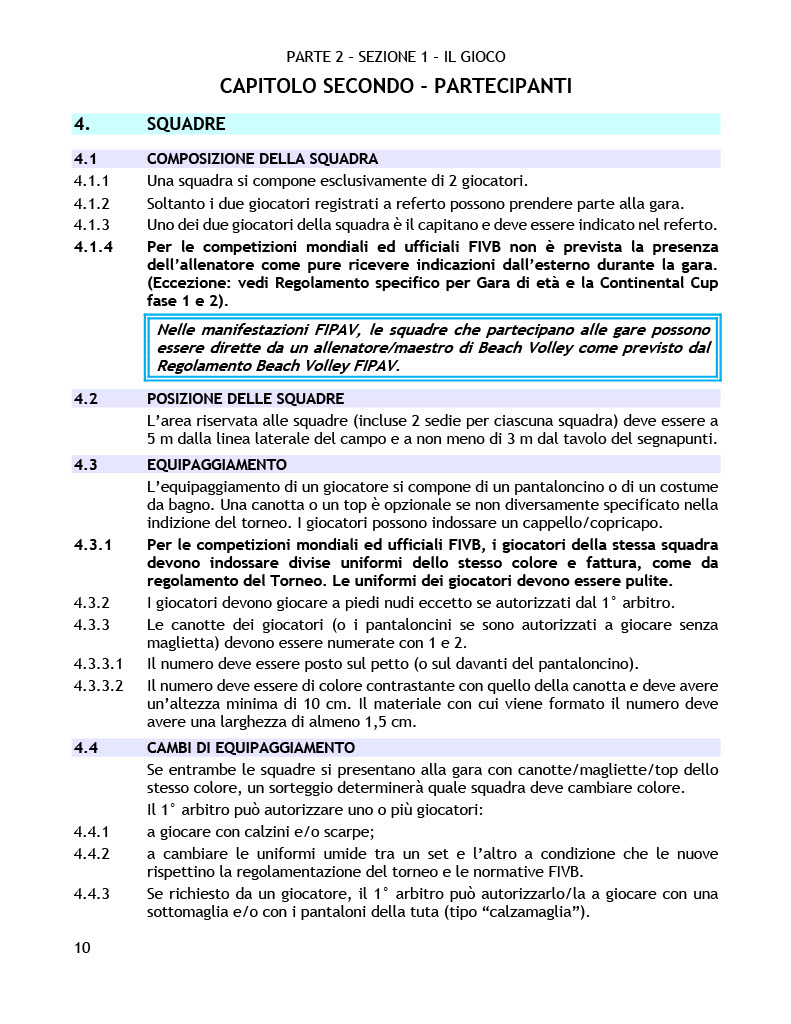 PARTE 2 – SEZIONE 1 – IL GIOCO
CAPITOLO SECONDO - PARTECIPANTI
4. SQUADRE
4.1 COMPOSIZIONE DELLA SQUADRA
4.1.1 Una squadra si compone esclusivamente di 2 giocatori.
4.1.2 Soltanto i due giocatori registrati a referto possono prendere parte alla gara.
4.1.3 Uno dei due giocatori della squadra è il capitano e deve essere indicato nel referto.
4.1.4 Per le competizioni mondiali ed ufficiali FIVB non è prevista la presenza
dell’allenatore come pure ricevere indicazioni dall’esterno durante la gara.
(Eccezione: vedi Regolamento specifico per Gara di età e la Continental Cup
fase 1 e 2).
Nelle manifestazioni FIPAV, le squadre che partecipano alle gare possono
essere dirette da un allenatore/maestro di Beach Volley come previsto dal
Regolamento Beach Volley FIPAV.
4.2 POSIZIONE DELLE SQUADRE
L’area riservata alle squadre (incluse 2 sedie per ciascuna squadra) deve essere a
5 m dalla linea laterale del campo e a non meno di 3 m dal tavolo del segnapunti.
4.3 EQUIPAGGIAMENTO
L’equipaggiamento di un giocatore si compone di un pantaloncino o di un costume
da bagno. Una canotta o un top è opzionale se non diversamente specificato nella
indizione del torneo. I giocatori possono indossare un cappello/copricapo.
4.3.1 Per le competizioni mondiali ed ufficiali FIVB, i giocatori della stessa squadra
devono indossare divise uniformi dello stesso colore e fattura, come da
regolamento del Torneo. Le uniformi dei giocatori devono essere pulite.
4.3.2 I giocatori devono giocare a piedi nudi eccetto se autorizzati dal 1° arbitro.
4.3.3 Le canotte dei giocatori (o i pantaloncini se sono autorizzati a giocare senza
maglietta) devono essere numerate con 1 e 2.
4.3.3.1 Il numero deve essere posto sul petto (o sul davanti del pantaloncino).
4.3.3.2 Il numero deve essere di colore contrastante con quello della canotta e deve avere
un’altezza minima di 10 cm. Il materiale con cui viene formato il numero deve
avere una larghezza di almeno 1,5 cm.
4.4 CAMBI DI EQUIPAGGIAMENTO
Se entrambe le squadre si presentano alla gara con canotte/magliette/top dello
stesso colore, un sorteggio determinerà quale squadra deve cambiare colore.
Il 1° arbitro può autorizzare uno o più giocatori:
4.4.1 a giocare con calzini e/o scarpe;
4.4.2 a cambiare le uniformi umide tra un set e l’altro a condizione che le nuove
rispettino la regolamentazione del torneo e le normative FIVB.
4.4.3 Se richiesto da un giocatore, il 1° arbitro può autorizzarlo/la a giocare con una
sottomaglia e/o con i pantaloni della tuta (tipo “calzamaglia”).
10